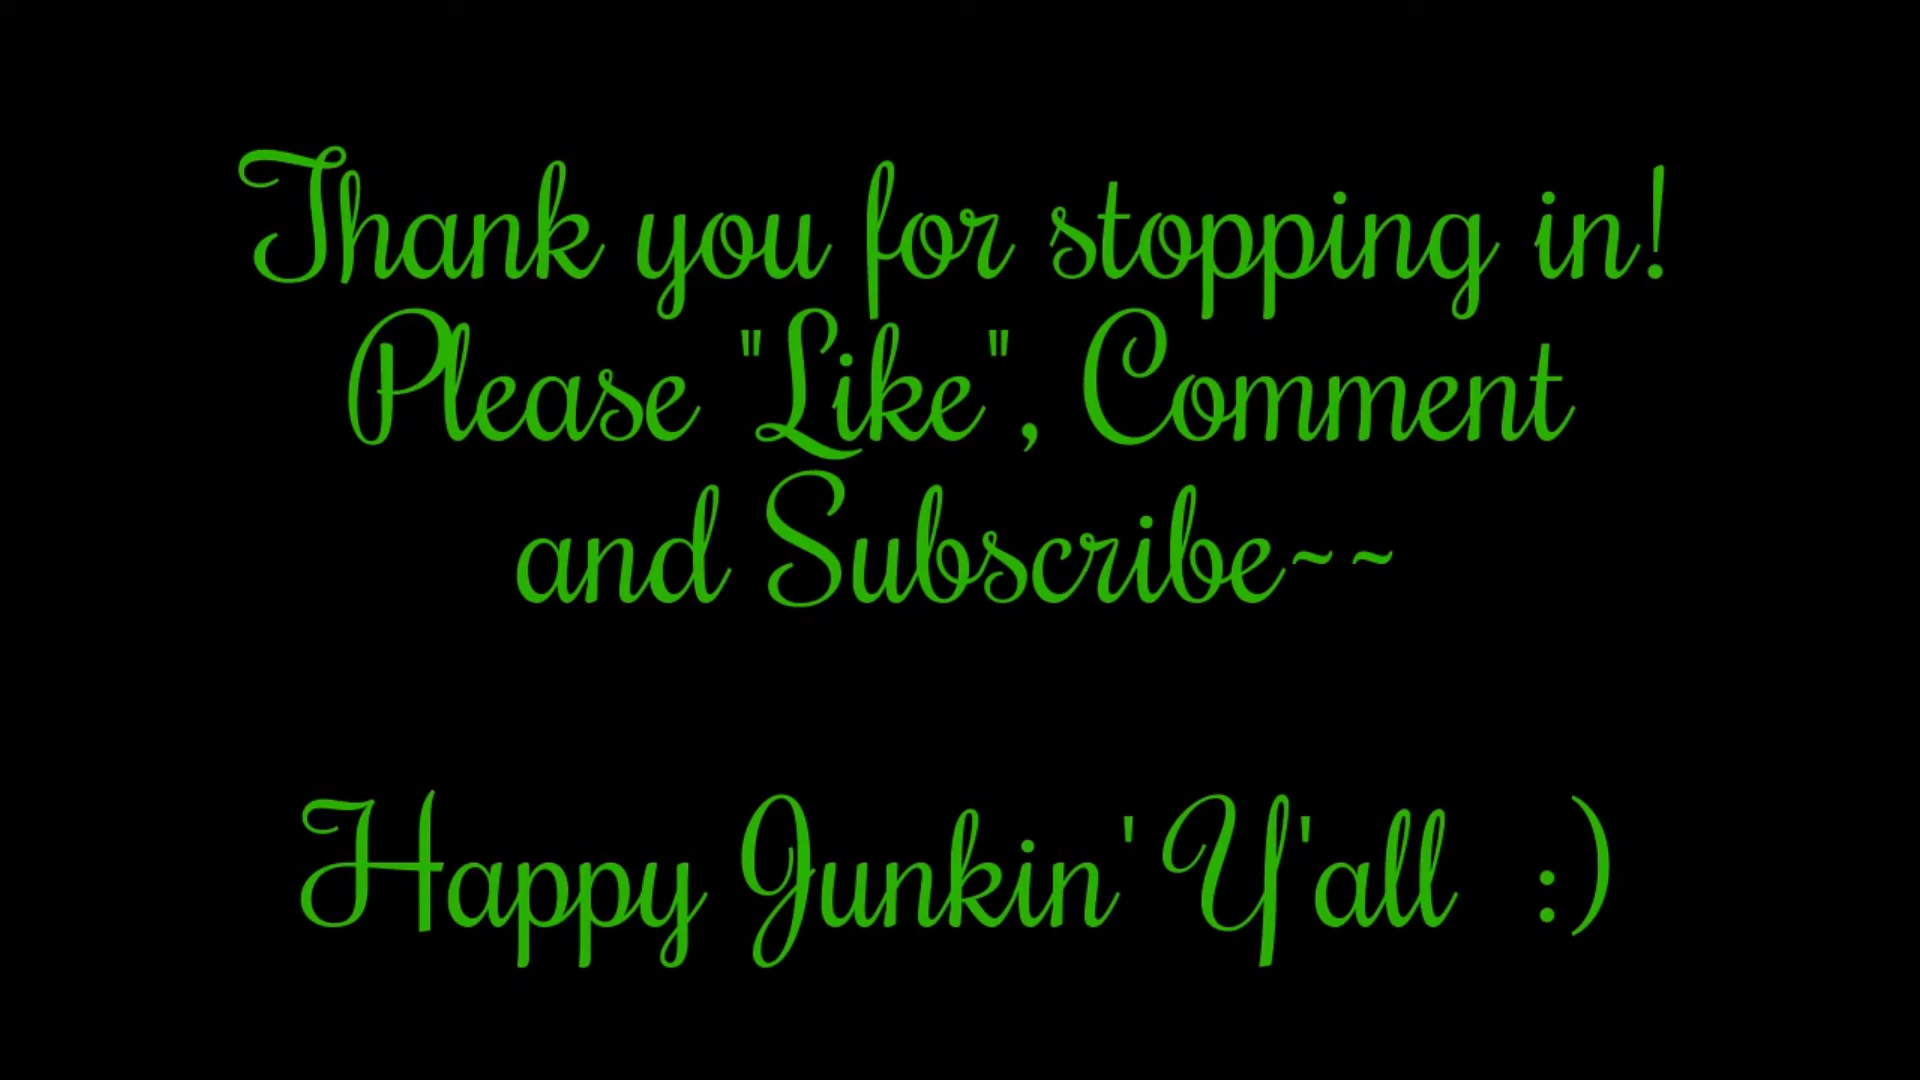 Thank you for stopping in!
Please "Like", Comment
and Subscribe~~
Happy Junkin' Y'all :)